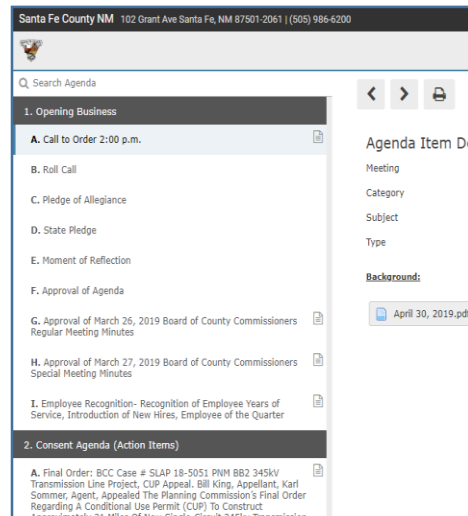 Santa Fe County NM 102 Grant Ave Santa Fe, NM 87501-2061 | (505) 986-6200
Search Agenda
1. Opening Business
A. Call to Order 2:00 p.m.
B. Roll Call
C. Pledge of Allegiance
D. State Pledge
E. Moment of Reflection
F. Approval of Agenda
G. Approval of March 26, 2019 Board of County Commissioners
Regular Meeting Minutes
H. Approval of March 27, 2019 Board of County Commissioners
Special Meeting Minutes
I. Employee Recognition- Recognition of Employee Years of
Service, Introduction of New Hires, Employee of the Quarter
2. Consent Agenda (Action Items)
A. Final Order: BCC Case # SLAP 18-5051 PNM BB2 345kV
Transmission Line Project, CUP Appeal. Bill King, Appellant, Karl
Sommer, Agent, Appealed The Planning Commission's Final Order
Regarding A Conditional Use Permit (CUP) To Construct
Agenda Item De
Meeting
Category
Subject
Type
Background:
April 30, 2019.pdf